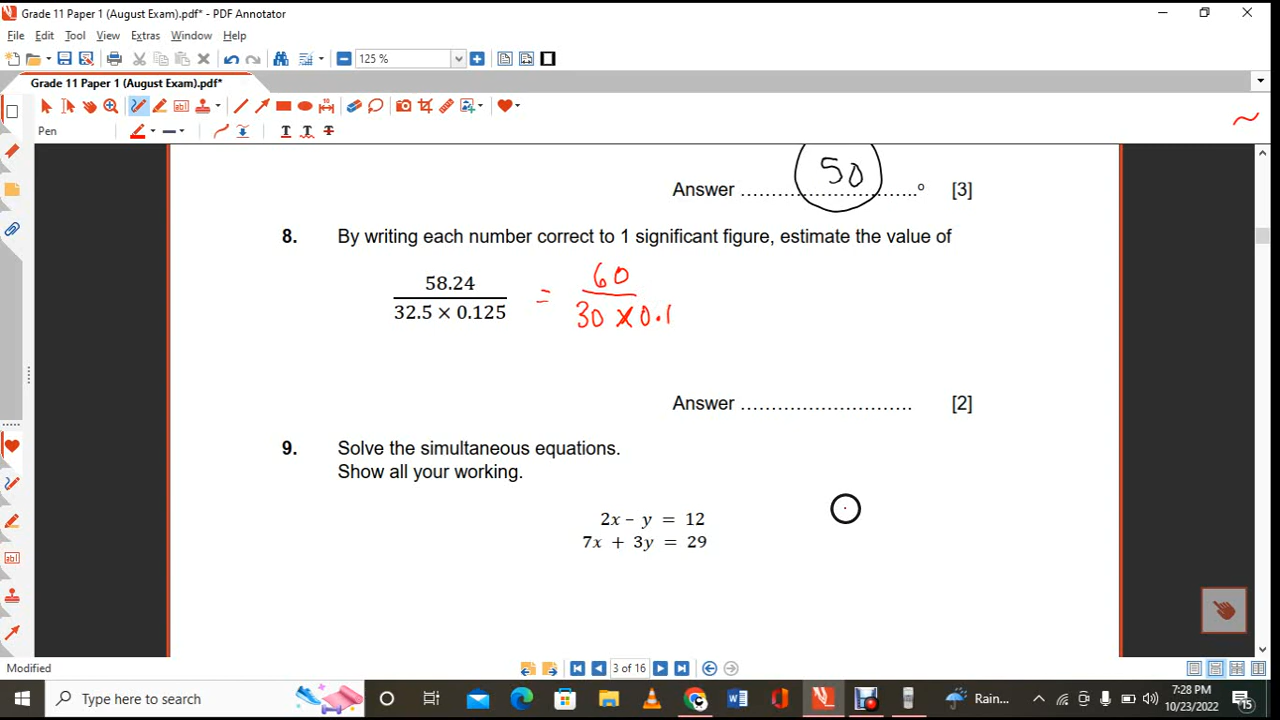 Grade 11 Paper 1 (August Exam).pdf* - PDF Annotator
File Edit Tool View Extras Window Help
125 %
Grade 11 Paper 1 (August Exam).pdf*
Pen
50
Answer ……………………….° [3]
8. By writing each number correct to 1 significant figure, estimate the value of
58.24 = 60
32.5 × 0.125 30 × 0.1
Answer ………………………. [2]
9. Solve the simultaneous equations.
Show all your working.
2x – y = 12
7x + 3y = 29
Modified
3 of 16
Type here to search
Rain...
7:28 PM
10/23/2022
15